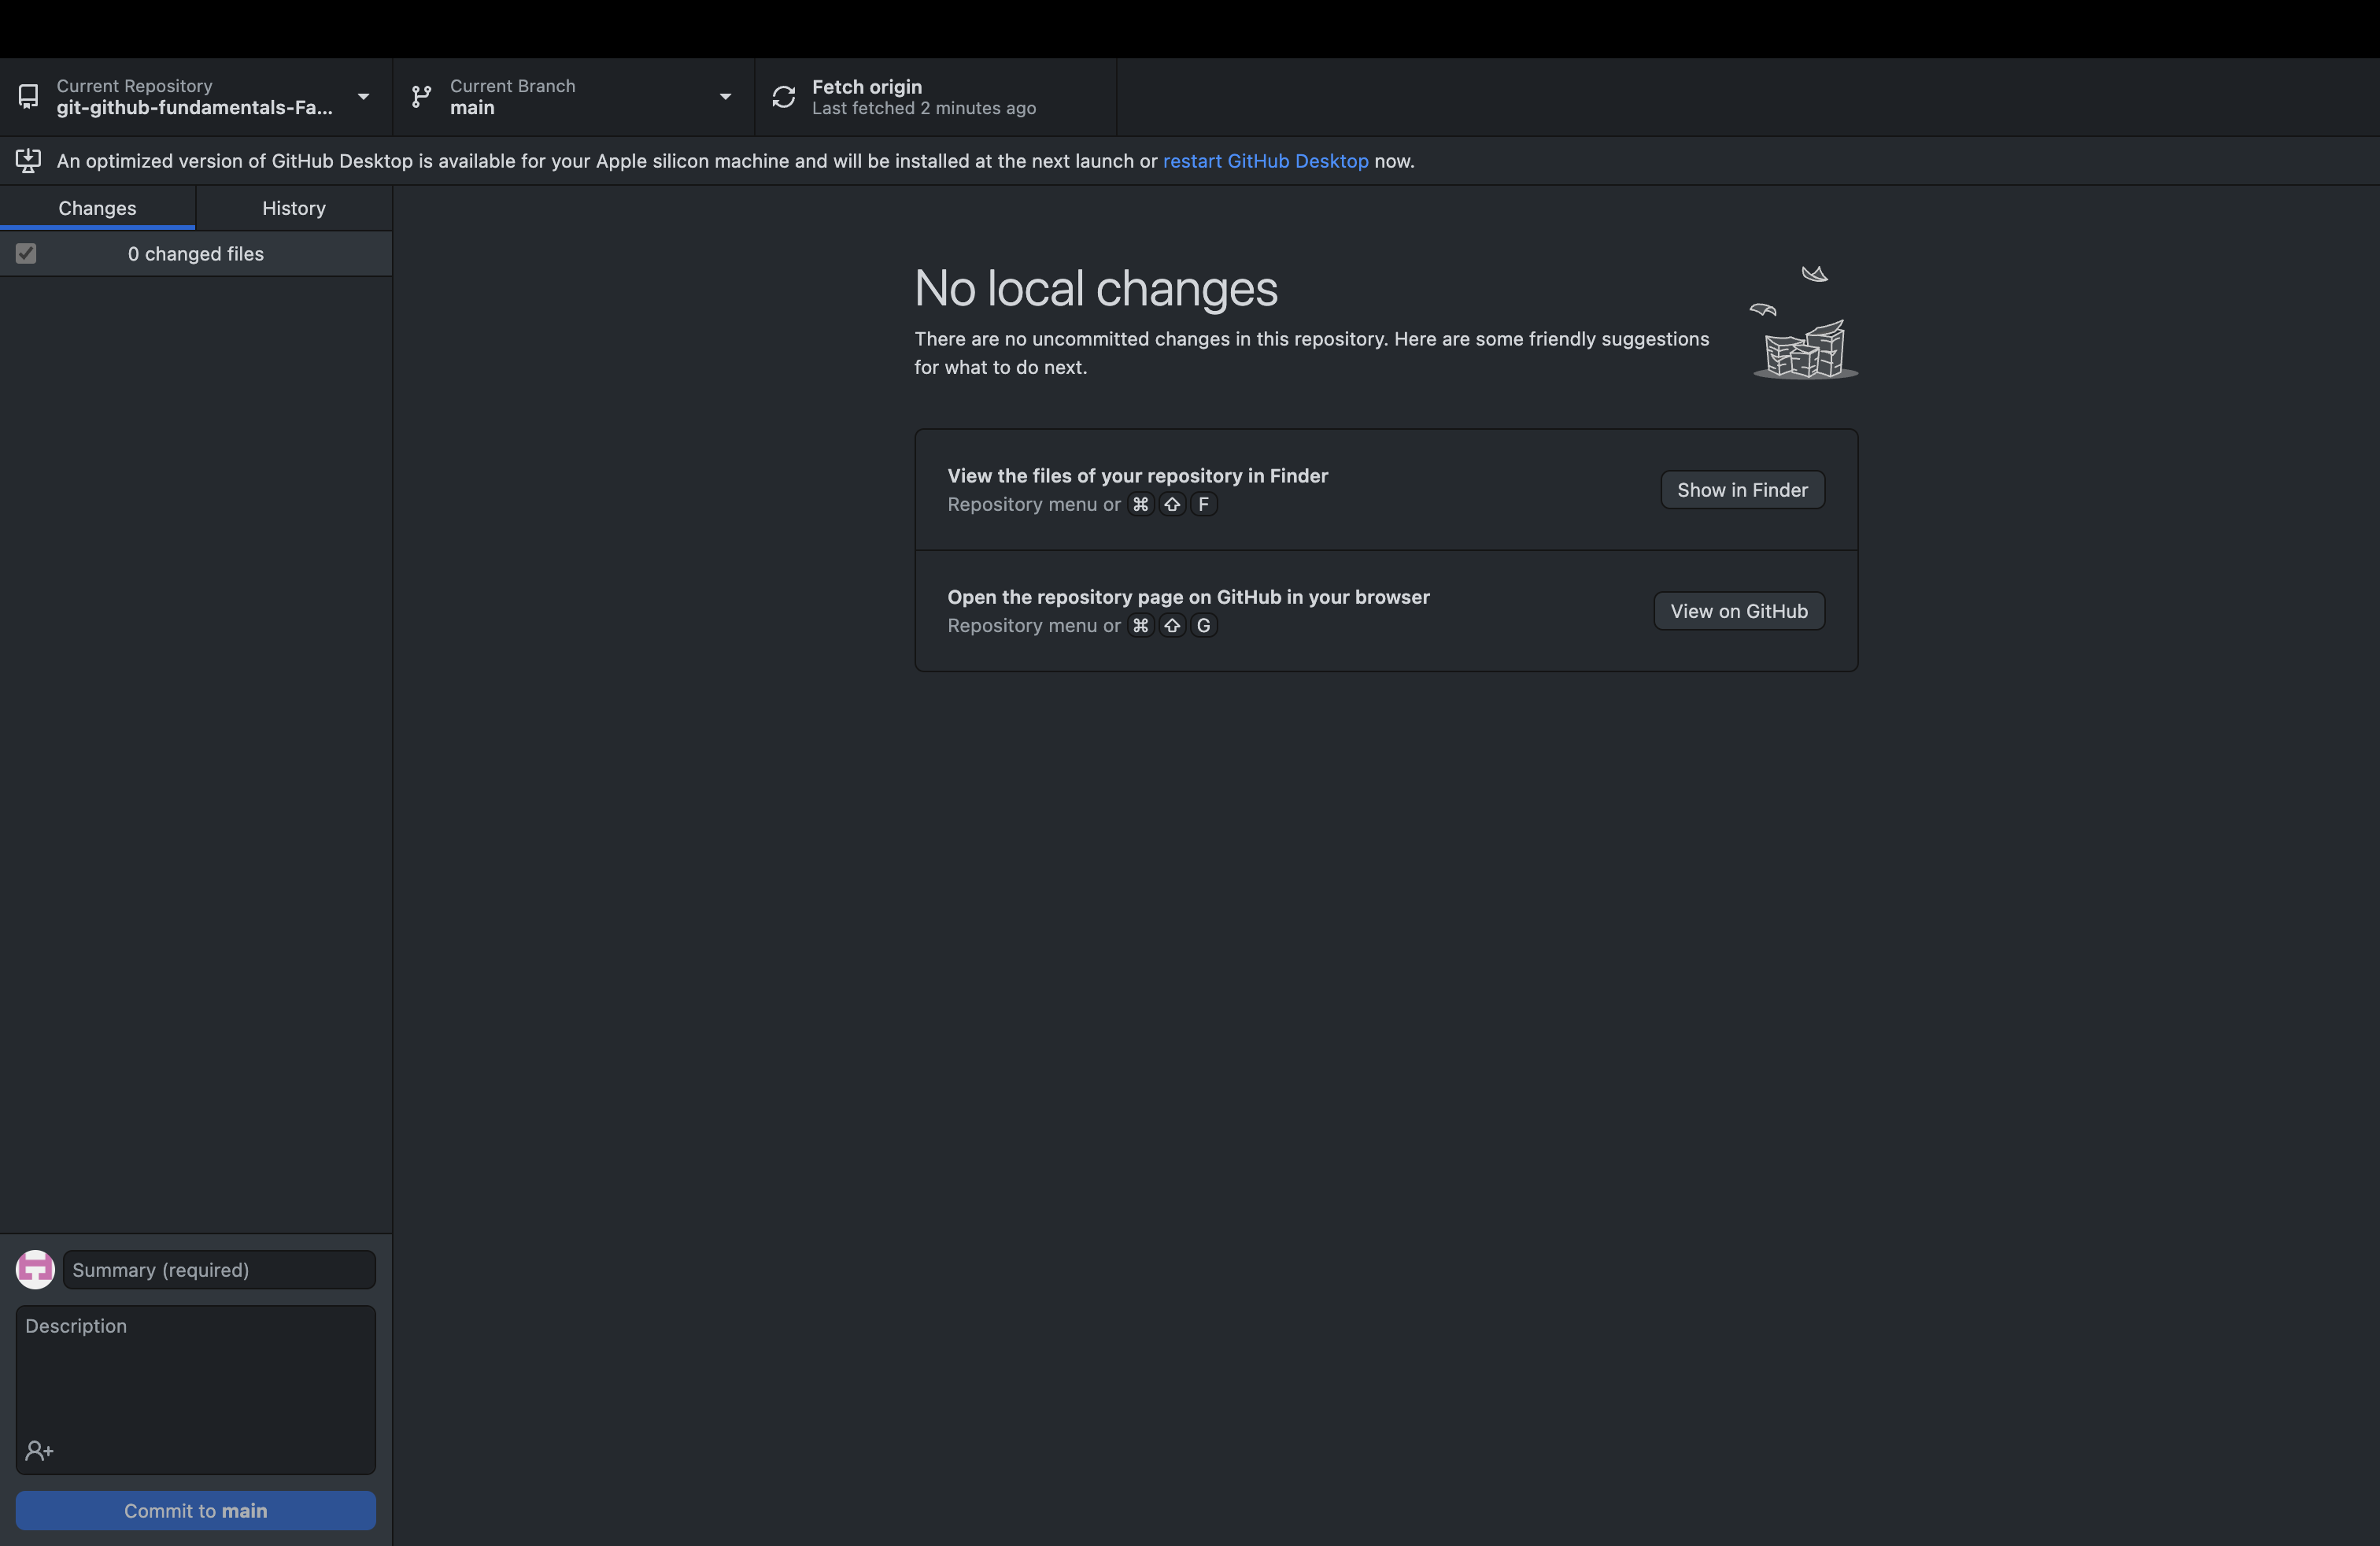 Current Repository
git-github-fundamentals-Fa...
Current Branch
main
Fetch origin
Last fetched 2 minutes ago
An optimized version of GitHub Desktop is available for your Apple silicon machine and will be installed at the next launch or restart GitHub Desktop now.
Changes
History
0 changed files
No local changes
There are no uncommitted changes in this repository. Here are some friendly suggestions
for what to do next.
View the files of your repository in Finder
Repository menu or ⌘ ⇧ F
Show in Finder
Open the repository page on GitHub in your browser
Repository menu or ⌘ ⇧ G
View on GitHub
Summary (required)
Description
Commit to main